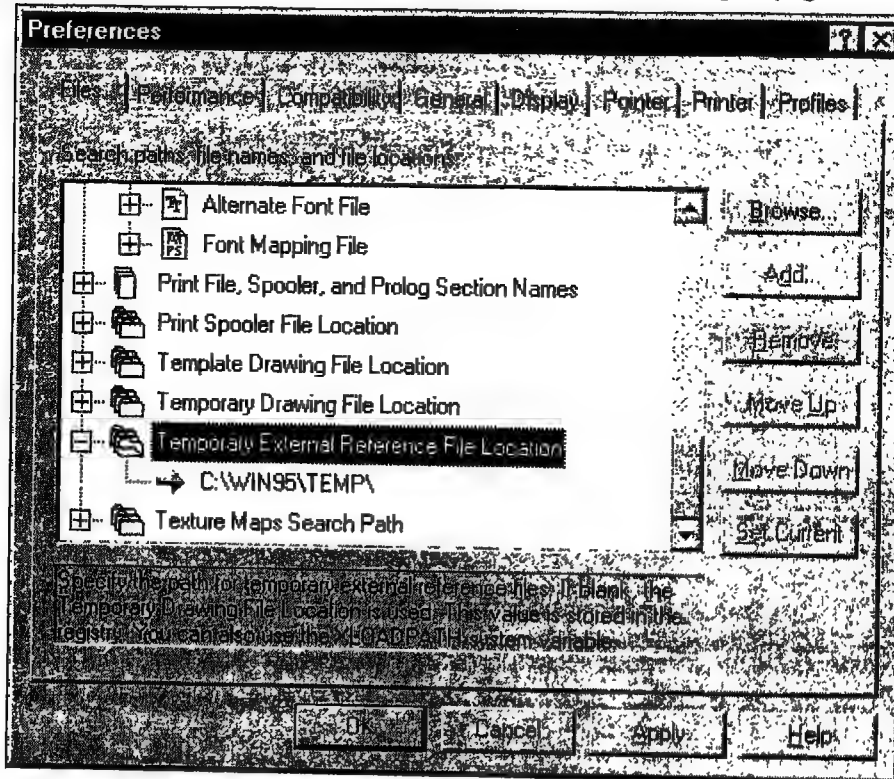 Preferences
Files Performance Compatibility General Display Pointer Printer Profiles
Search paths, file names, and file locations:
Alternate Font File
Font Mapping File
Print File, Spooler, and Prolog Section Names
Print Spooler File Location
Template Drawing File Location
Temporary Drawing File Location
Temporary External Reference File Location
C:\WIN95\TEMP\
Texture Maps Search Path
Browse...
Add...
Remove
Move Up
Move Down
Set Current
Specify the path for temporary external reference files. If blank, the
Temporary Drawing File Location is used. This value is stored in the
registry. You can also use the XLOADPATH system variable.
OK Cancel Apply Help